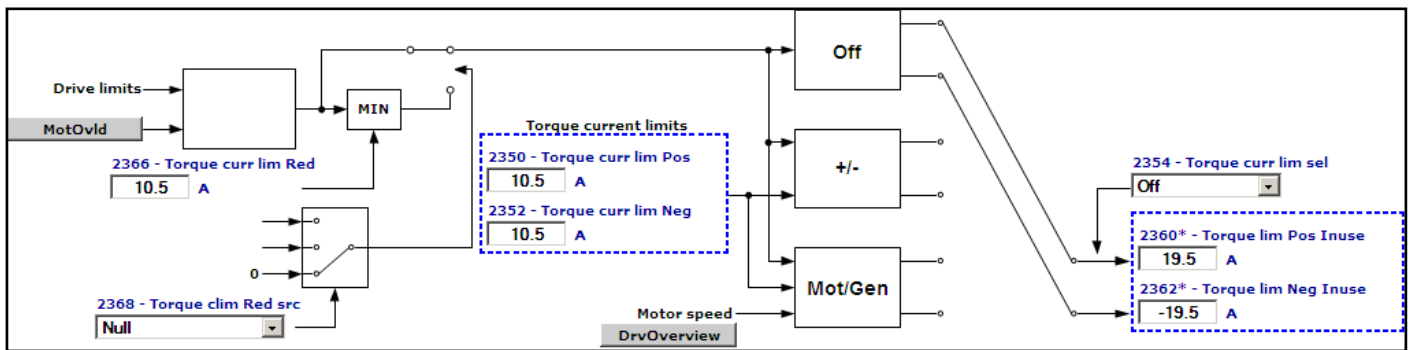 Off
Drive limits
MIN
MotOvld
Torque current limits
2366 - Torque curr lim Red
10.5 A
2350 - Torque curr lim Pos
10.5 A
2352 - Torque curr lim Neg
10.5 A
+/-
2354 - Torque curr lim sel
Off
2360* - Torque lim Pos Inuse
19.5 A
2362* - Torque lim Neg Inuse
-19.5 A
0
Mot/Gen
2368 - Torque clim Red src
Null
Motor speed
DrvOverview